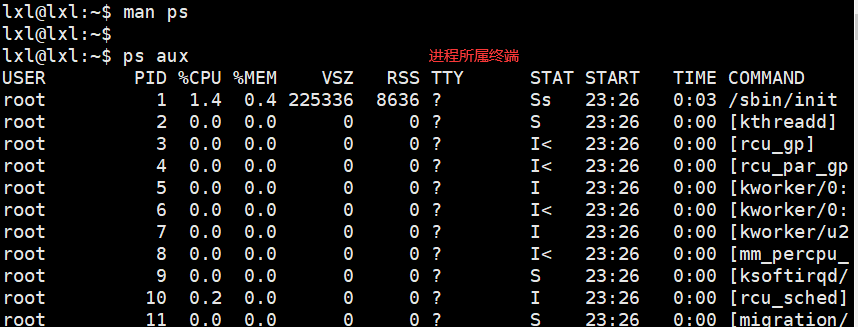 lxl@lxl:~$ man ps
lxl@lxl:~$
lxl@lxl:~$ ps aux 进程所属终端
USER PID %CPU %MEM VSZ RSS TTY STAT START TIME COMMAND
root 1 1.4 0.4 225336 8636 ? Ss 23:26 0:03 /sbin/init
root 2 0.0 0.0 0 0 ? S 23:26 0:00 [kthreadd]
root 3 0.0 0.0 0 0 ? I< 23:26 0:00 [rcu_gp]
root 4 0.0 0.0 0 0 ? I< 23:26 0:00 [rcu_par_gp
root 5 0.0 0.0 0 0 ? I 23:26 0:00 [kworker/0:
root 6 0.0 0.0 0 0 ? I< 23:26 0:00 [kworker/0:
root 7 0.0 0.0 0 0 ? I 23:26 0:00 [kworker/u2
root 8 0.0 0.0 0 0 ? I< 23:26 0:00 [mm_percpu_
root 9 0.0 0.0 0 0 ? S 23:26 0:00 [ksoftirqd/
root 10 0.2 0.0 0 0 ? I 23:26 0:00 [rcu_sched]
root 11 0.0 0.0 0 0 ? S 23:26 0:00 [migration/